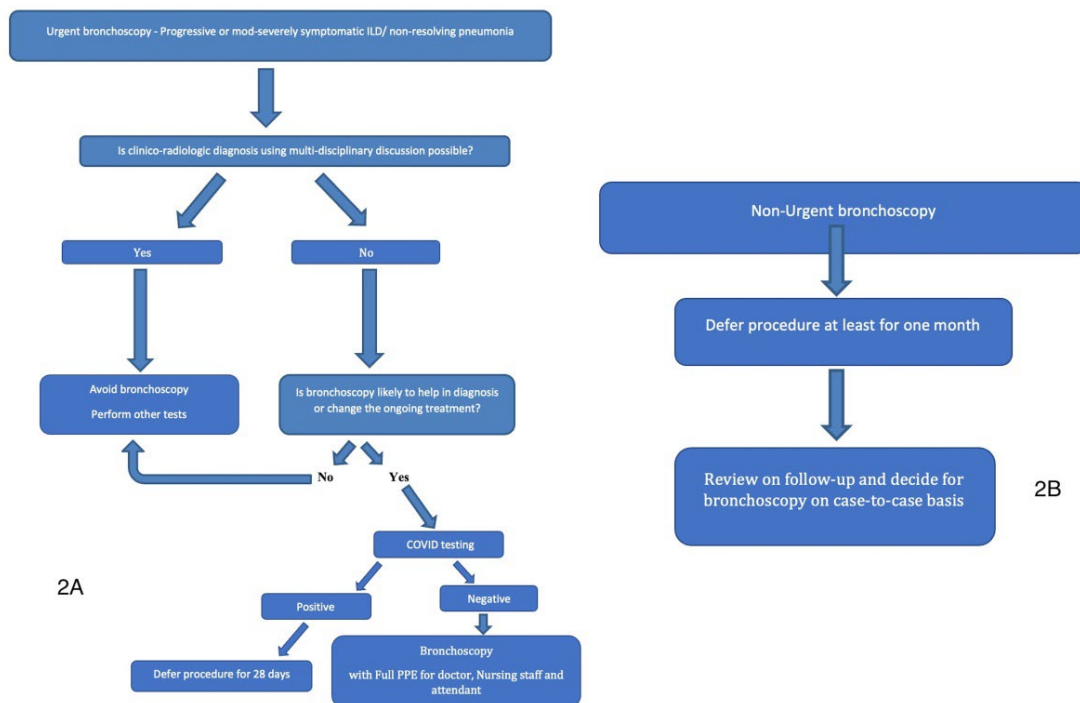 Urgent bronchoscopy - Progressive or mod-severely symptomatic ILD/ non-resolving pneumonia
Is clinico-radiologic diagnosis using multi-disciplinary discussion possible?
Yes
No
Avoid bronchoscopy
Perform other tests
Is bronchoscopy likely to help in diagnosis
or change the ongoing treatment?
No
Yes
COVID testing
Positive
Negative
Defer procedure for 28 days
Bronchoscopy
with Full PPE for doctor, Nursing staff and
attendant
2A
Non-Urgent bronchoscopy
Defer procedure at least for one month
Review on follow-up and decide for
bronchoscopy on case-to-case basis
2B